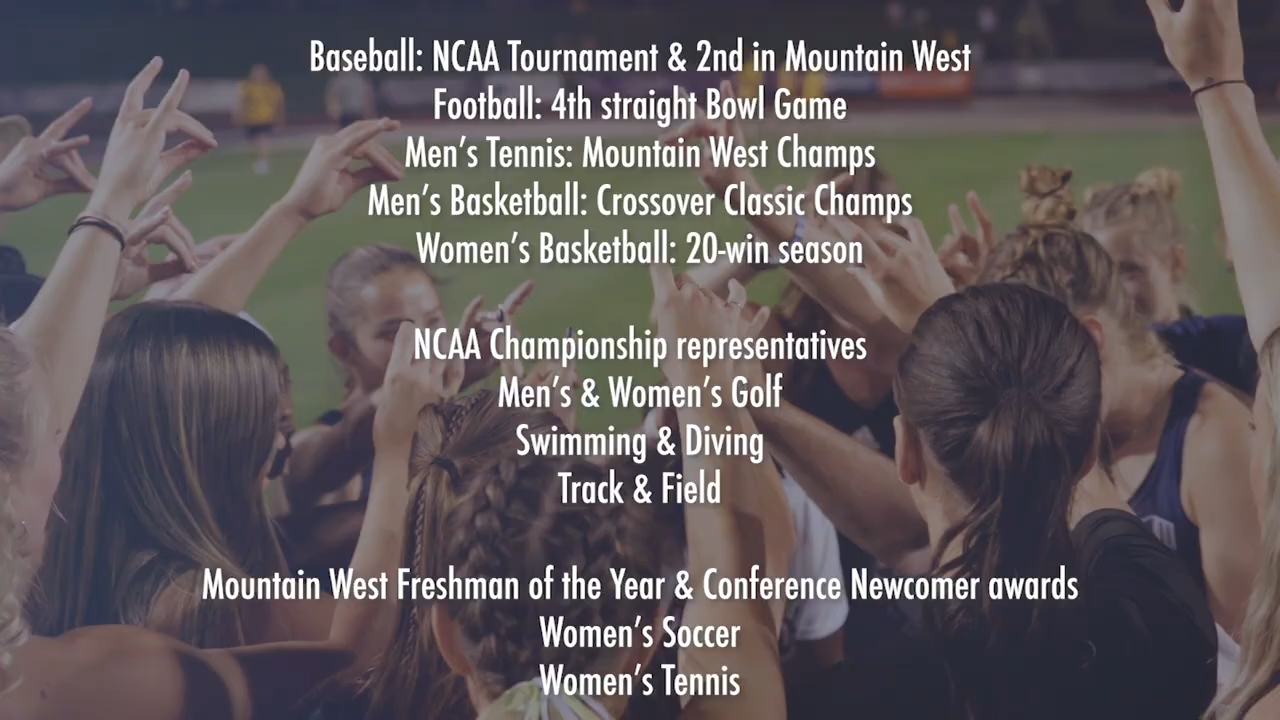 Baseball: NCAA Tournament & 2nd in Mountain West
Football: 4th straight Bowl Game
Men's Tennis: Mountain West Champs
Men's Basketball: Crossover Classic Champs
Women's Basketball: 20-win season
NCAA Championship representatives
Men's & Women's Golf
Swimming & Diving
Track & Field
Mountain West Freshman of the Year & Conference Newcomer awards
Women's Soccer
Women's Tennis